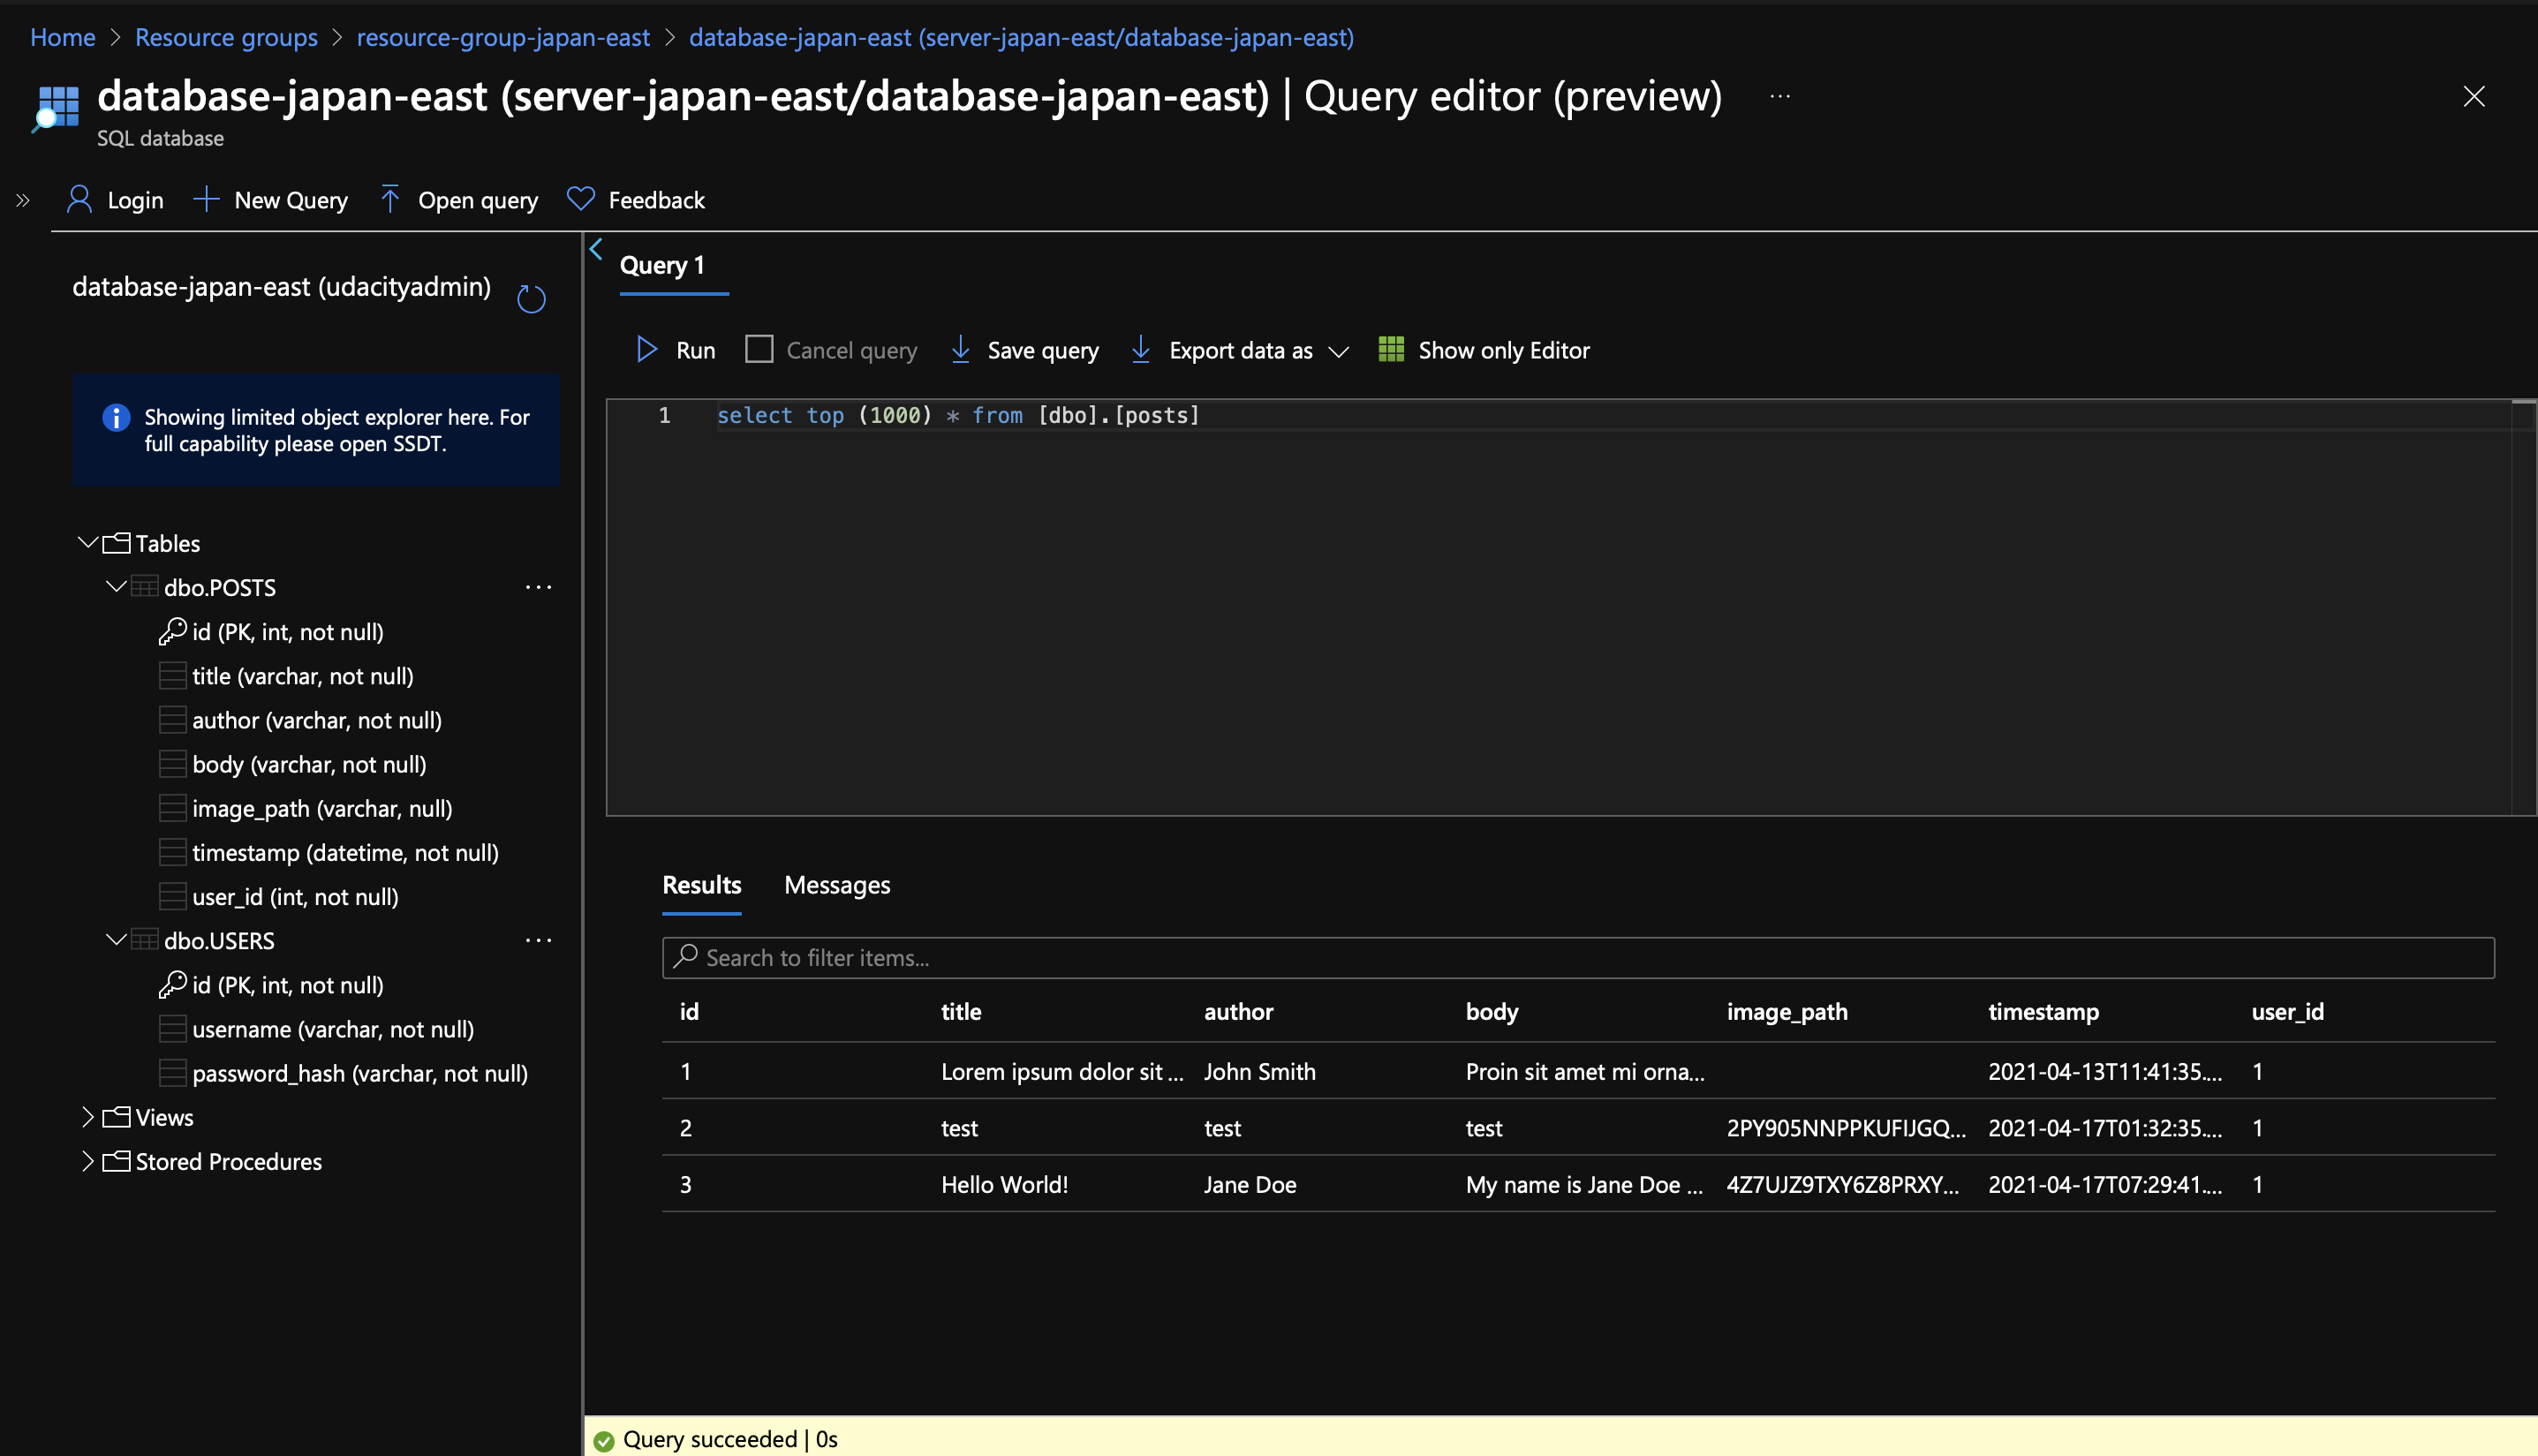 Home > Resource groups > resource-group-japan-east > database-japan-east (server-japan-east/database-japan-east)
database-japan-east (server-japan-east/database-japan-east) | Query editor (preview) ...
SQL database
Login New Query Open query Feedback
database-japan-east (udacityadmin)
Showing limited object explorer here. For
full capability please open SSDT.
Tables
dbo.POSTS ...
id (PK, int, not null)
title (varchar, not null)
author (varchar, not null)
body (varchar, not null)
image_path (varchar, null)
timestamp (datetime, not null)
user_id (int, not null)
dbo.USERS ...
id (PK, int, not null)
username (varchar, not null)
password_hash (varchar, not null)
Views
Stored Procedures
Query 1
Run Cancel query Save query Export data as Show only Editor
1 select top (1000) * from [dbo].[posts]
Results Messages
Search to filter items...
id title author body image_path timestamp user_id
1 Lorem ipsum dolor sit ... John Smith Proin sit amet mi orna... 2021-04-13T11:41:35.... 1
2 test test test 2PY905NNPPKUFIJGQ... 2021-04-17T01:32:35.... 1
3 Hello World! Jane Doe My name is Jane Doe ... 4Z7UJZ9TXY6Z8PRXY... 2021-04-17T07:29:41.... 1
Query succeeded | 0s